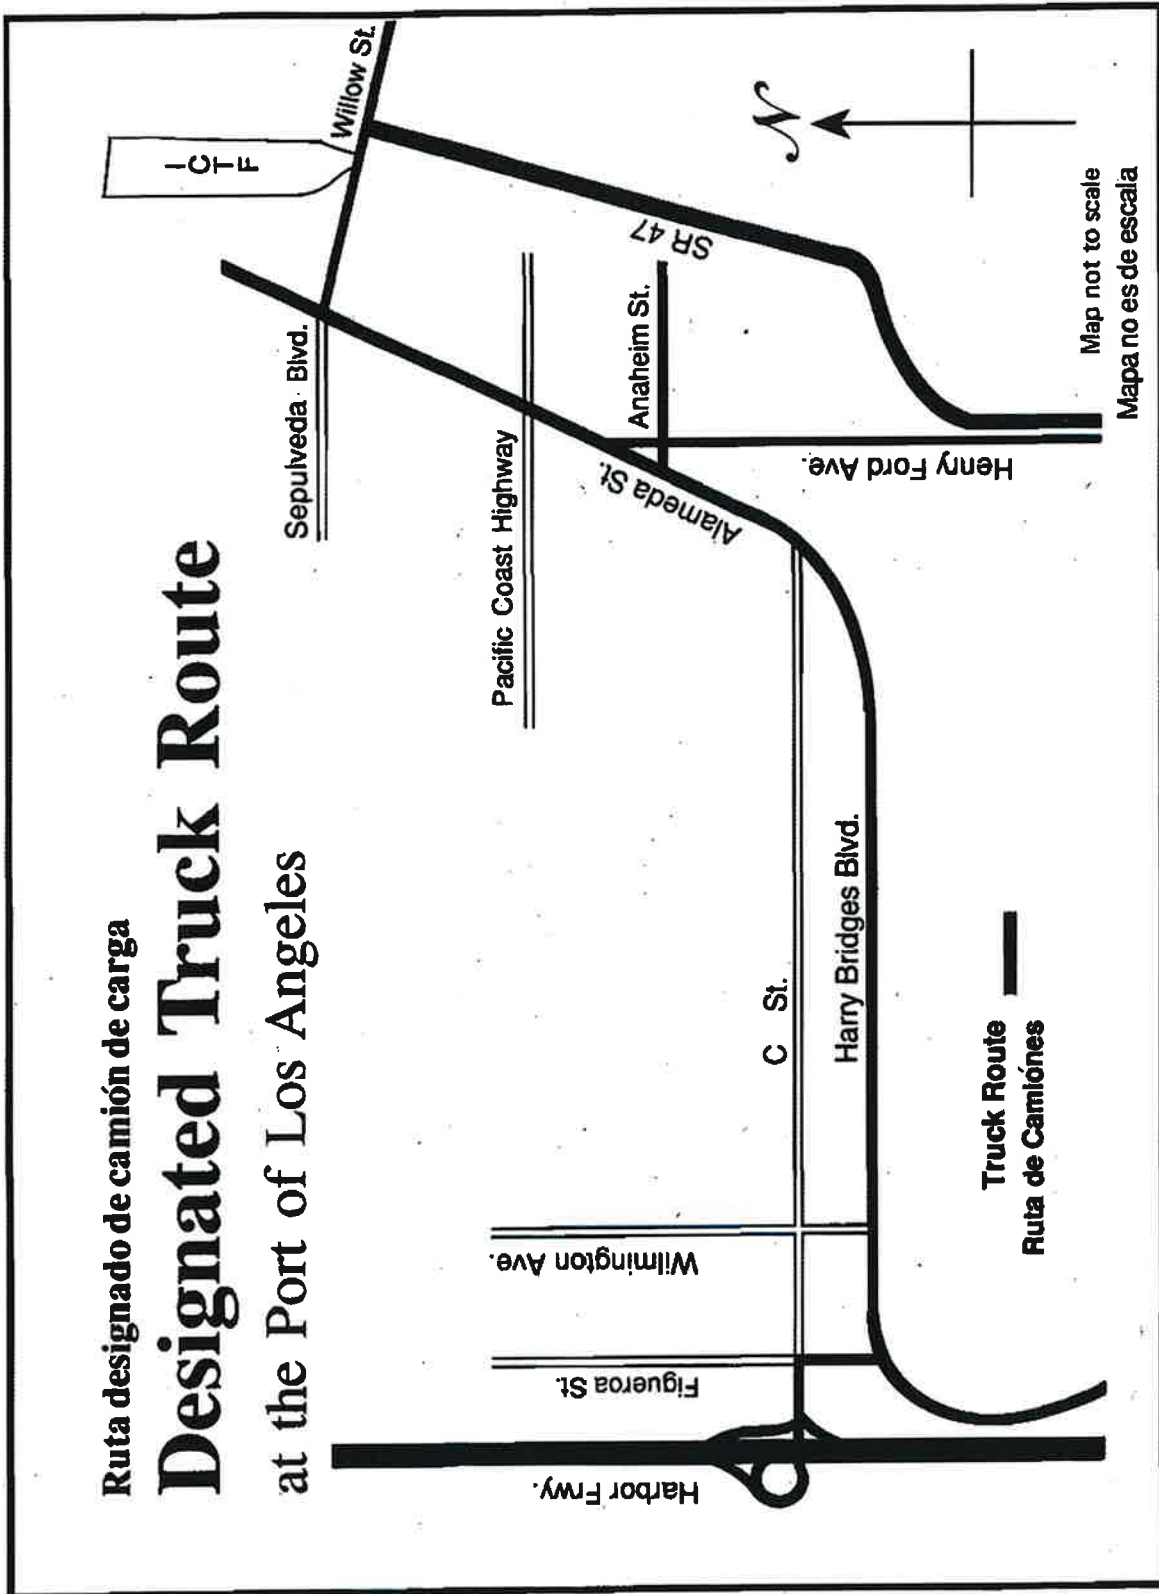 Ruta designado de camión de carga
Designated Truck Route
at the Port of Los Angeles
ICTF
Willow St.
Sepulveda Blvd.
Pacific Coast Highway
SR 47
Anaheim St.
Alameda St.
Henry Ford Ave.
N
Harbor Frwy.
Figueroa St.
Wilmington Ave.
C St.
Harry Bridges Blvd.
Truck Route
Ruta de Camiónes
Map not to scale
Mapa no es de escala